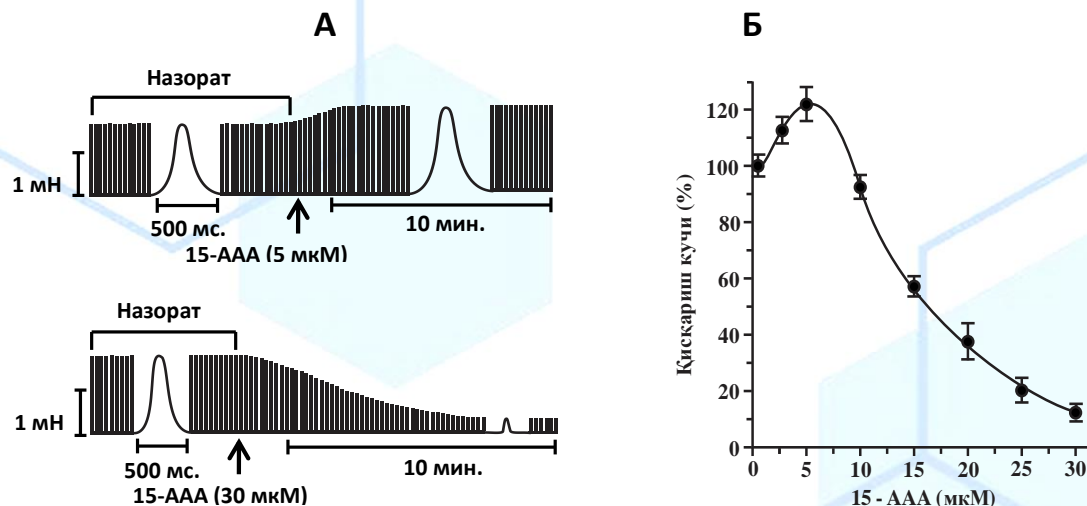 А
Назорат
1 мН
500 мс.
10 мин.
15-ААА (5 мкМ)
Назорат
1 мН
500 мс.
10 мин.
15-ААА (30 мкМ)
Б
Қисқариш кучи (%)
120
100
80
60
40
20
0
0 5 10 15 20 25 30
15 - ААА (мкМ)